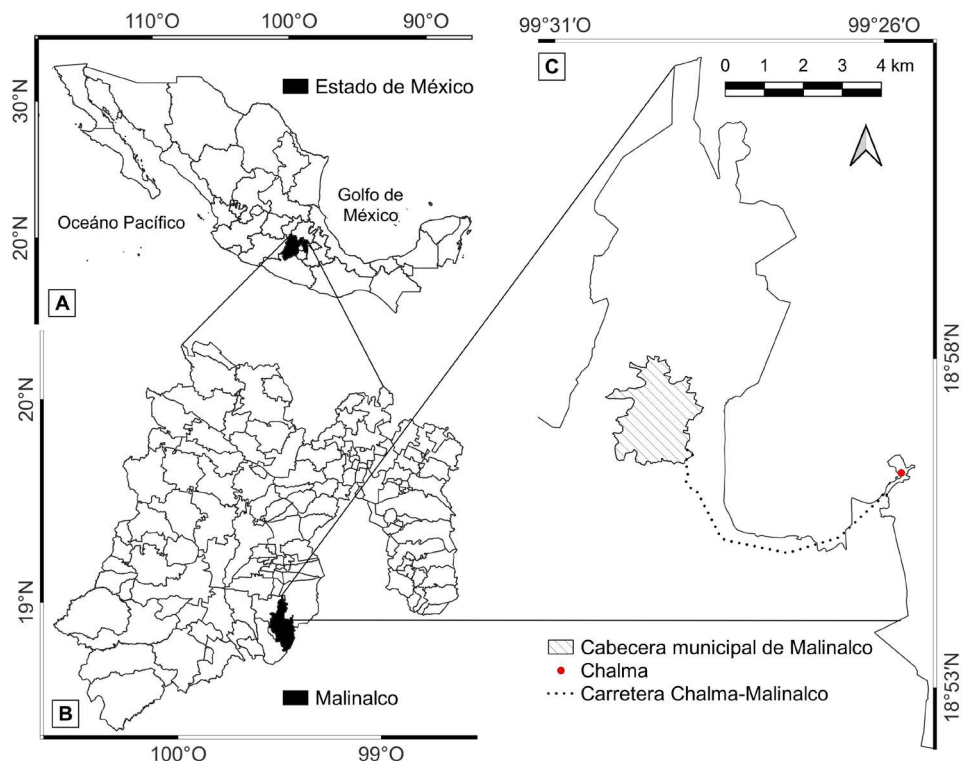 110°O
100°O
90°O
30°N
20°N
Estado de México
Golfo de
México
Oceáno Pacífico
A
20°N
19°N
Malinalco
B
100°O
99°O
99°31′O
99°26′O
C
0 1 2 3 4 km
18°58′N
18°53′N
Cabecera municipal de Malinalco
Chalma
Carretera Chalma-Malinalco